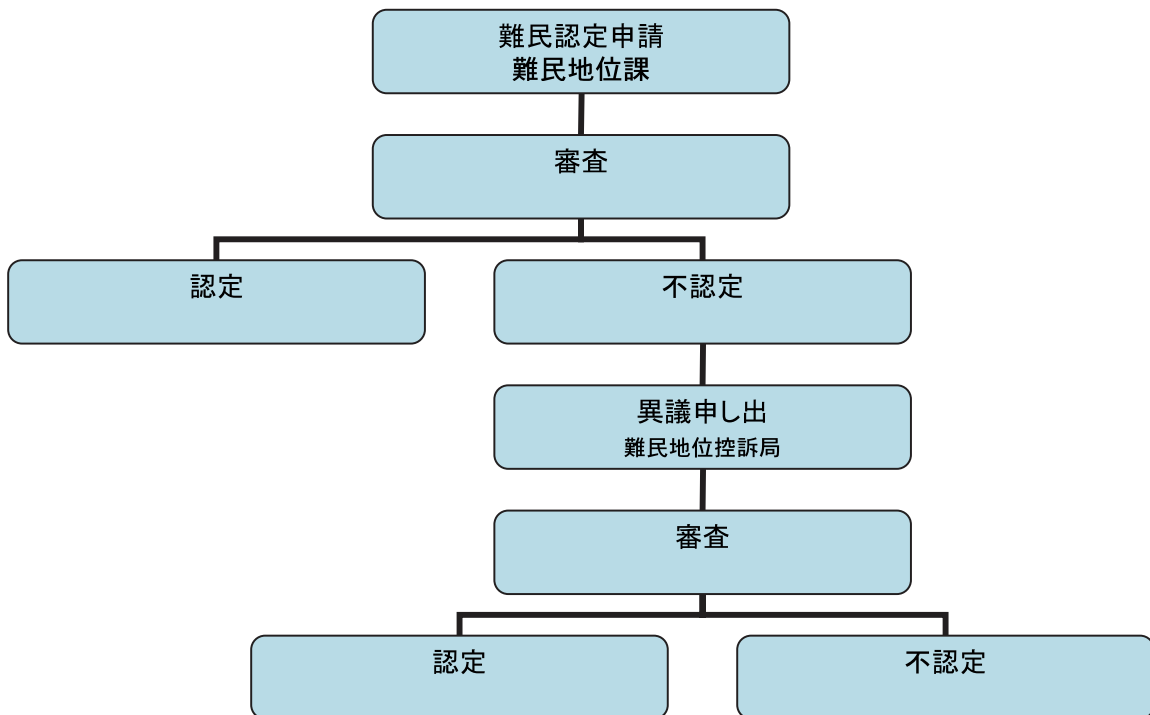 難民認定申請
難民地位課
審査
認定
不認定
異議申し出
難民地位控訴局
審査
認定
不認定